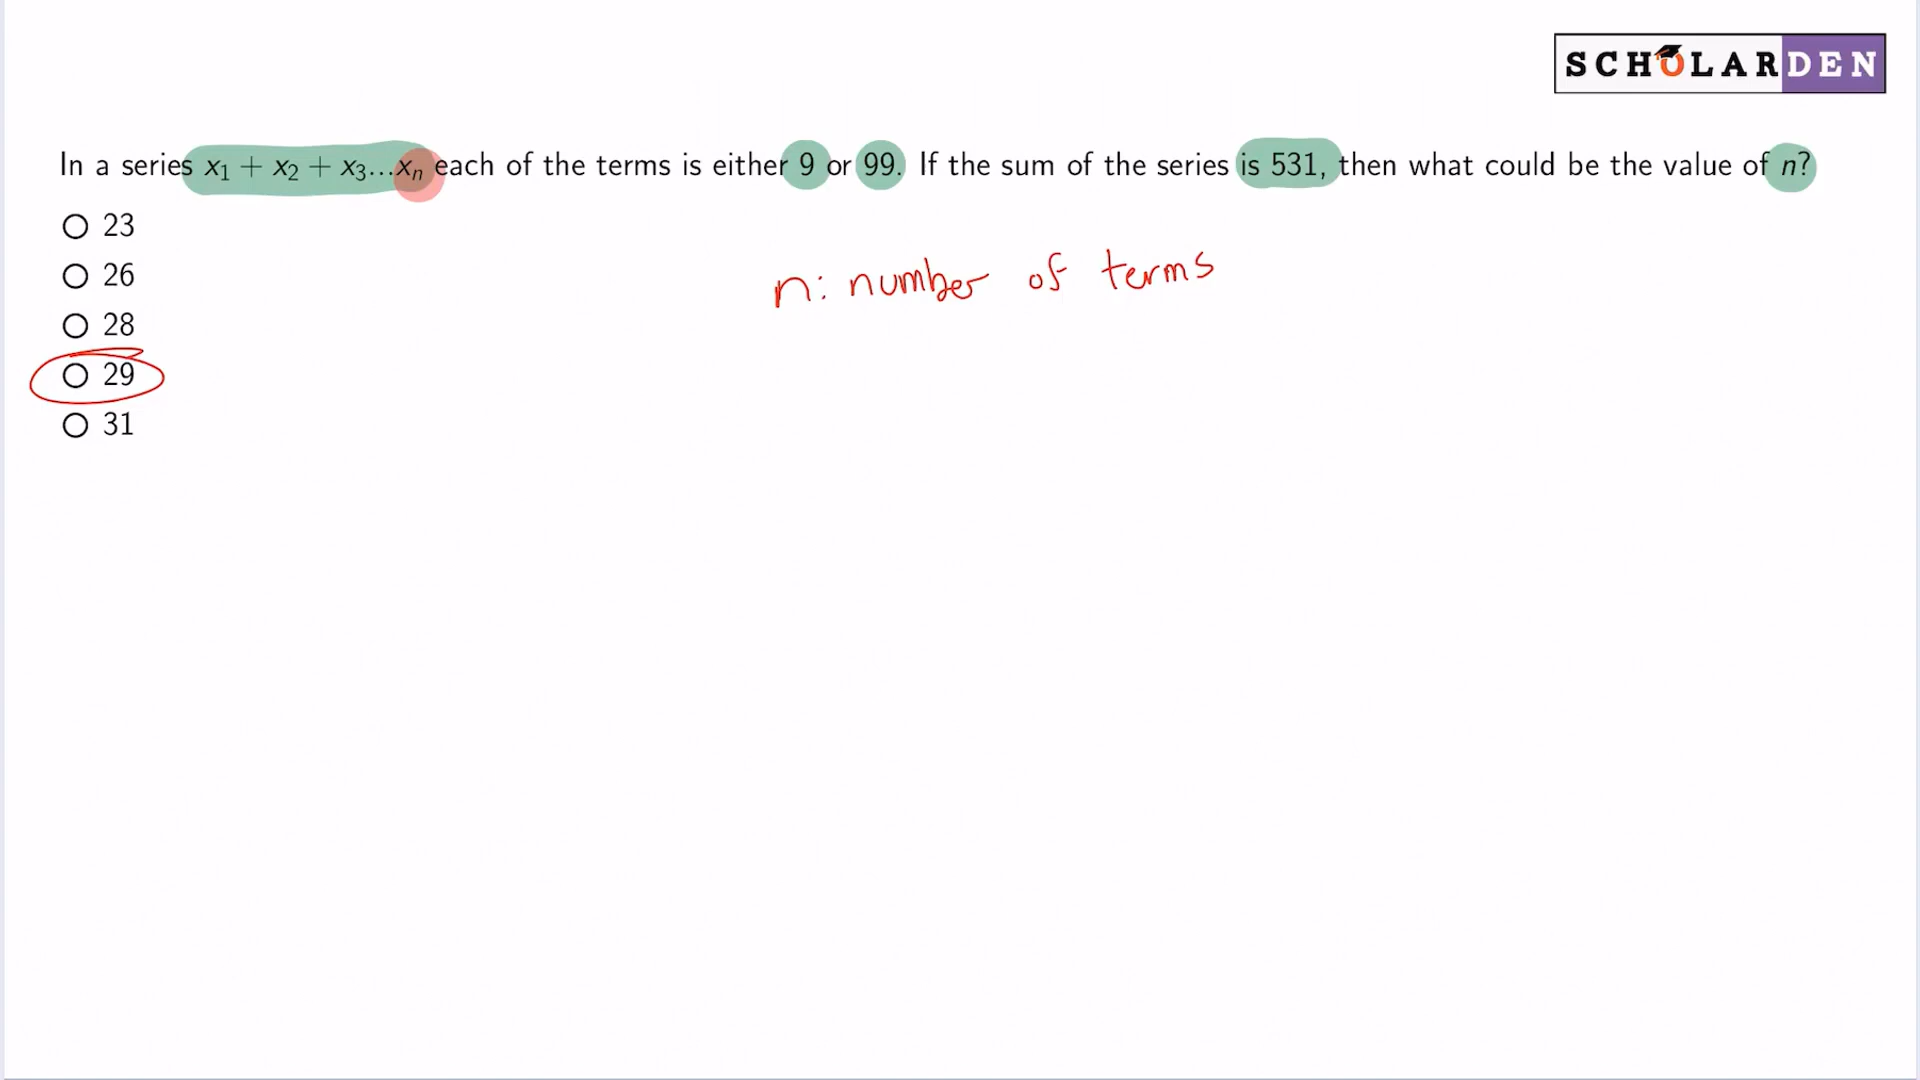 SCHOLARDEN
In a series x₁ + x₂ + x₃...xₙ each of the terms is either 9 or 99. If the sum of the series is 531, then what could be the value of n?
23
26
n: number of terms
28
29
31